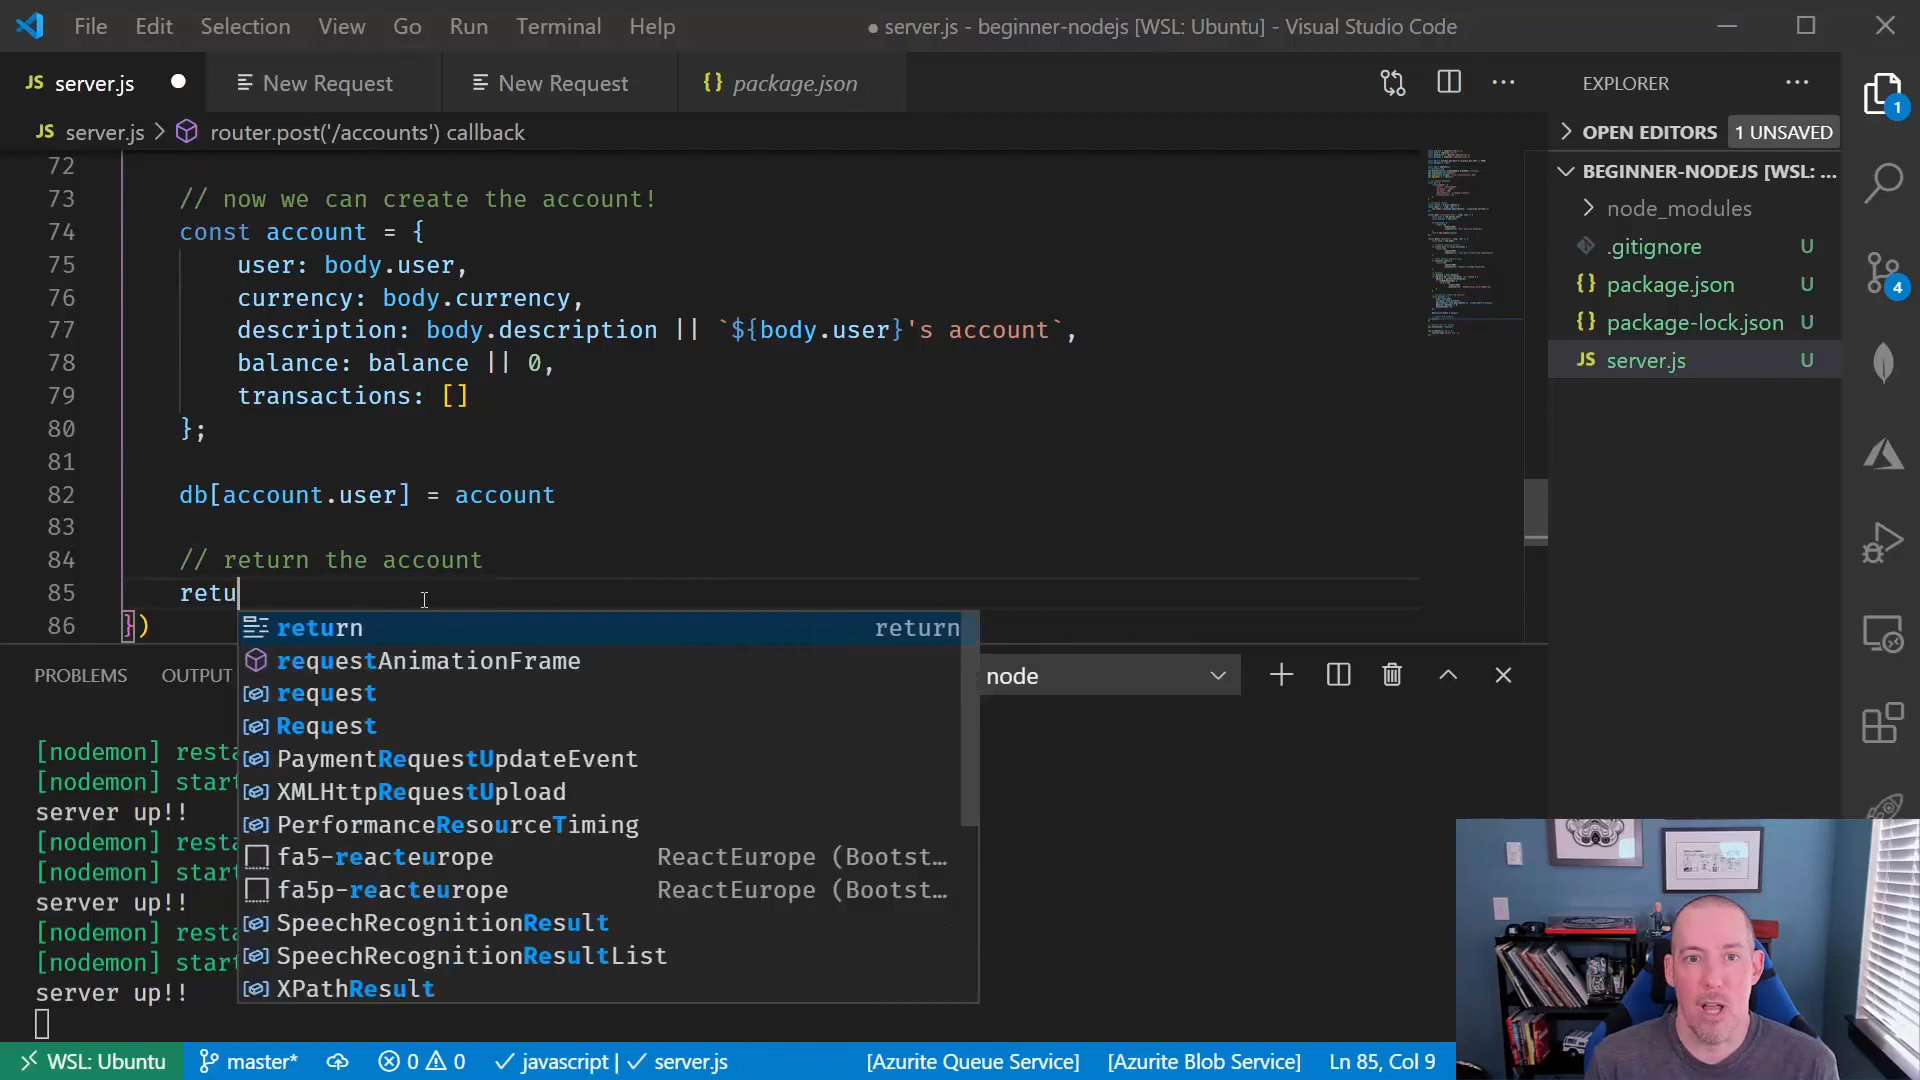 File Edit Selection View Go Run Terminal Help
● server.js - beginner-nodejs [WSL: Ubuntu] - Visual Studio Code
JS server.js ● New Request New Request {} package.json
EXPLORER
JS server.js > router.post('/accounts') callback
OPEN EDITORS 1 UNSAVED
BEGINNER-NODEJS [WSL: ...
node_modules
.gitignore U
{} package.json U
{} package-lock.json U
JS server.js U
1
4
72
73 // now we can create the account!
74 const account = {
75 user: body.user,
76 currency: body.currency,
77 description: body.description || `${body.user}'s account`,
78 balance: balance || 0,
79 transactions: []
80 };
81
82 db[account.user] = account
83
84 // return the account
85 retu
86 })
return return
requestAnimationFrame
request
Request
PaymentRequestUpdateEvent
XMLHttpRequestUpload
PerformanceResourceTiming
fa5-reacteurope ReactEurope (Bootst...
fa5p-reacteurope ReactEurope (Bootst...
SpeechRecognitionResult
SpeechRecognitionResultList
XPathResult
PROBLEMS OUTPUT
node
[nodemon] resta
[nodemon] start
server up!!
[nodemon] resta
[nodemon] start
server up!!
[nodemon] resta
[nodemon] start
server up!!
WSL: Ubuntu master* 0 0 javascript | server.js [Azurite Queue Service] [Azurite Blob Service] Ln 85, Col 9